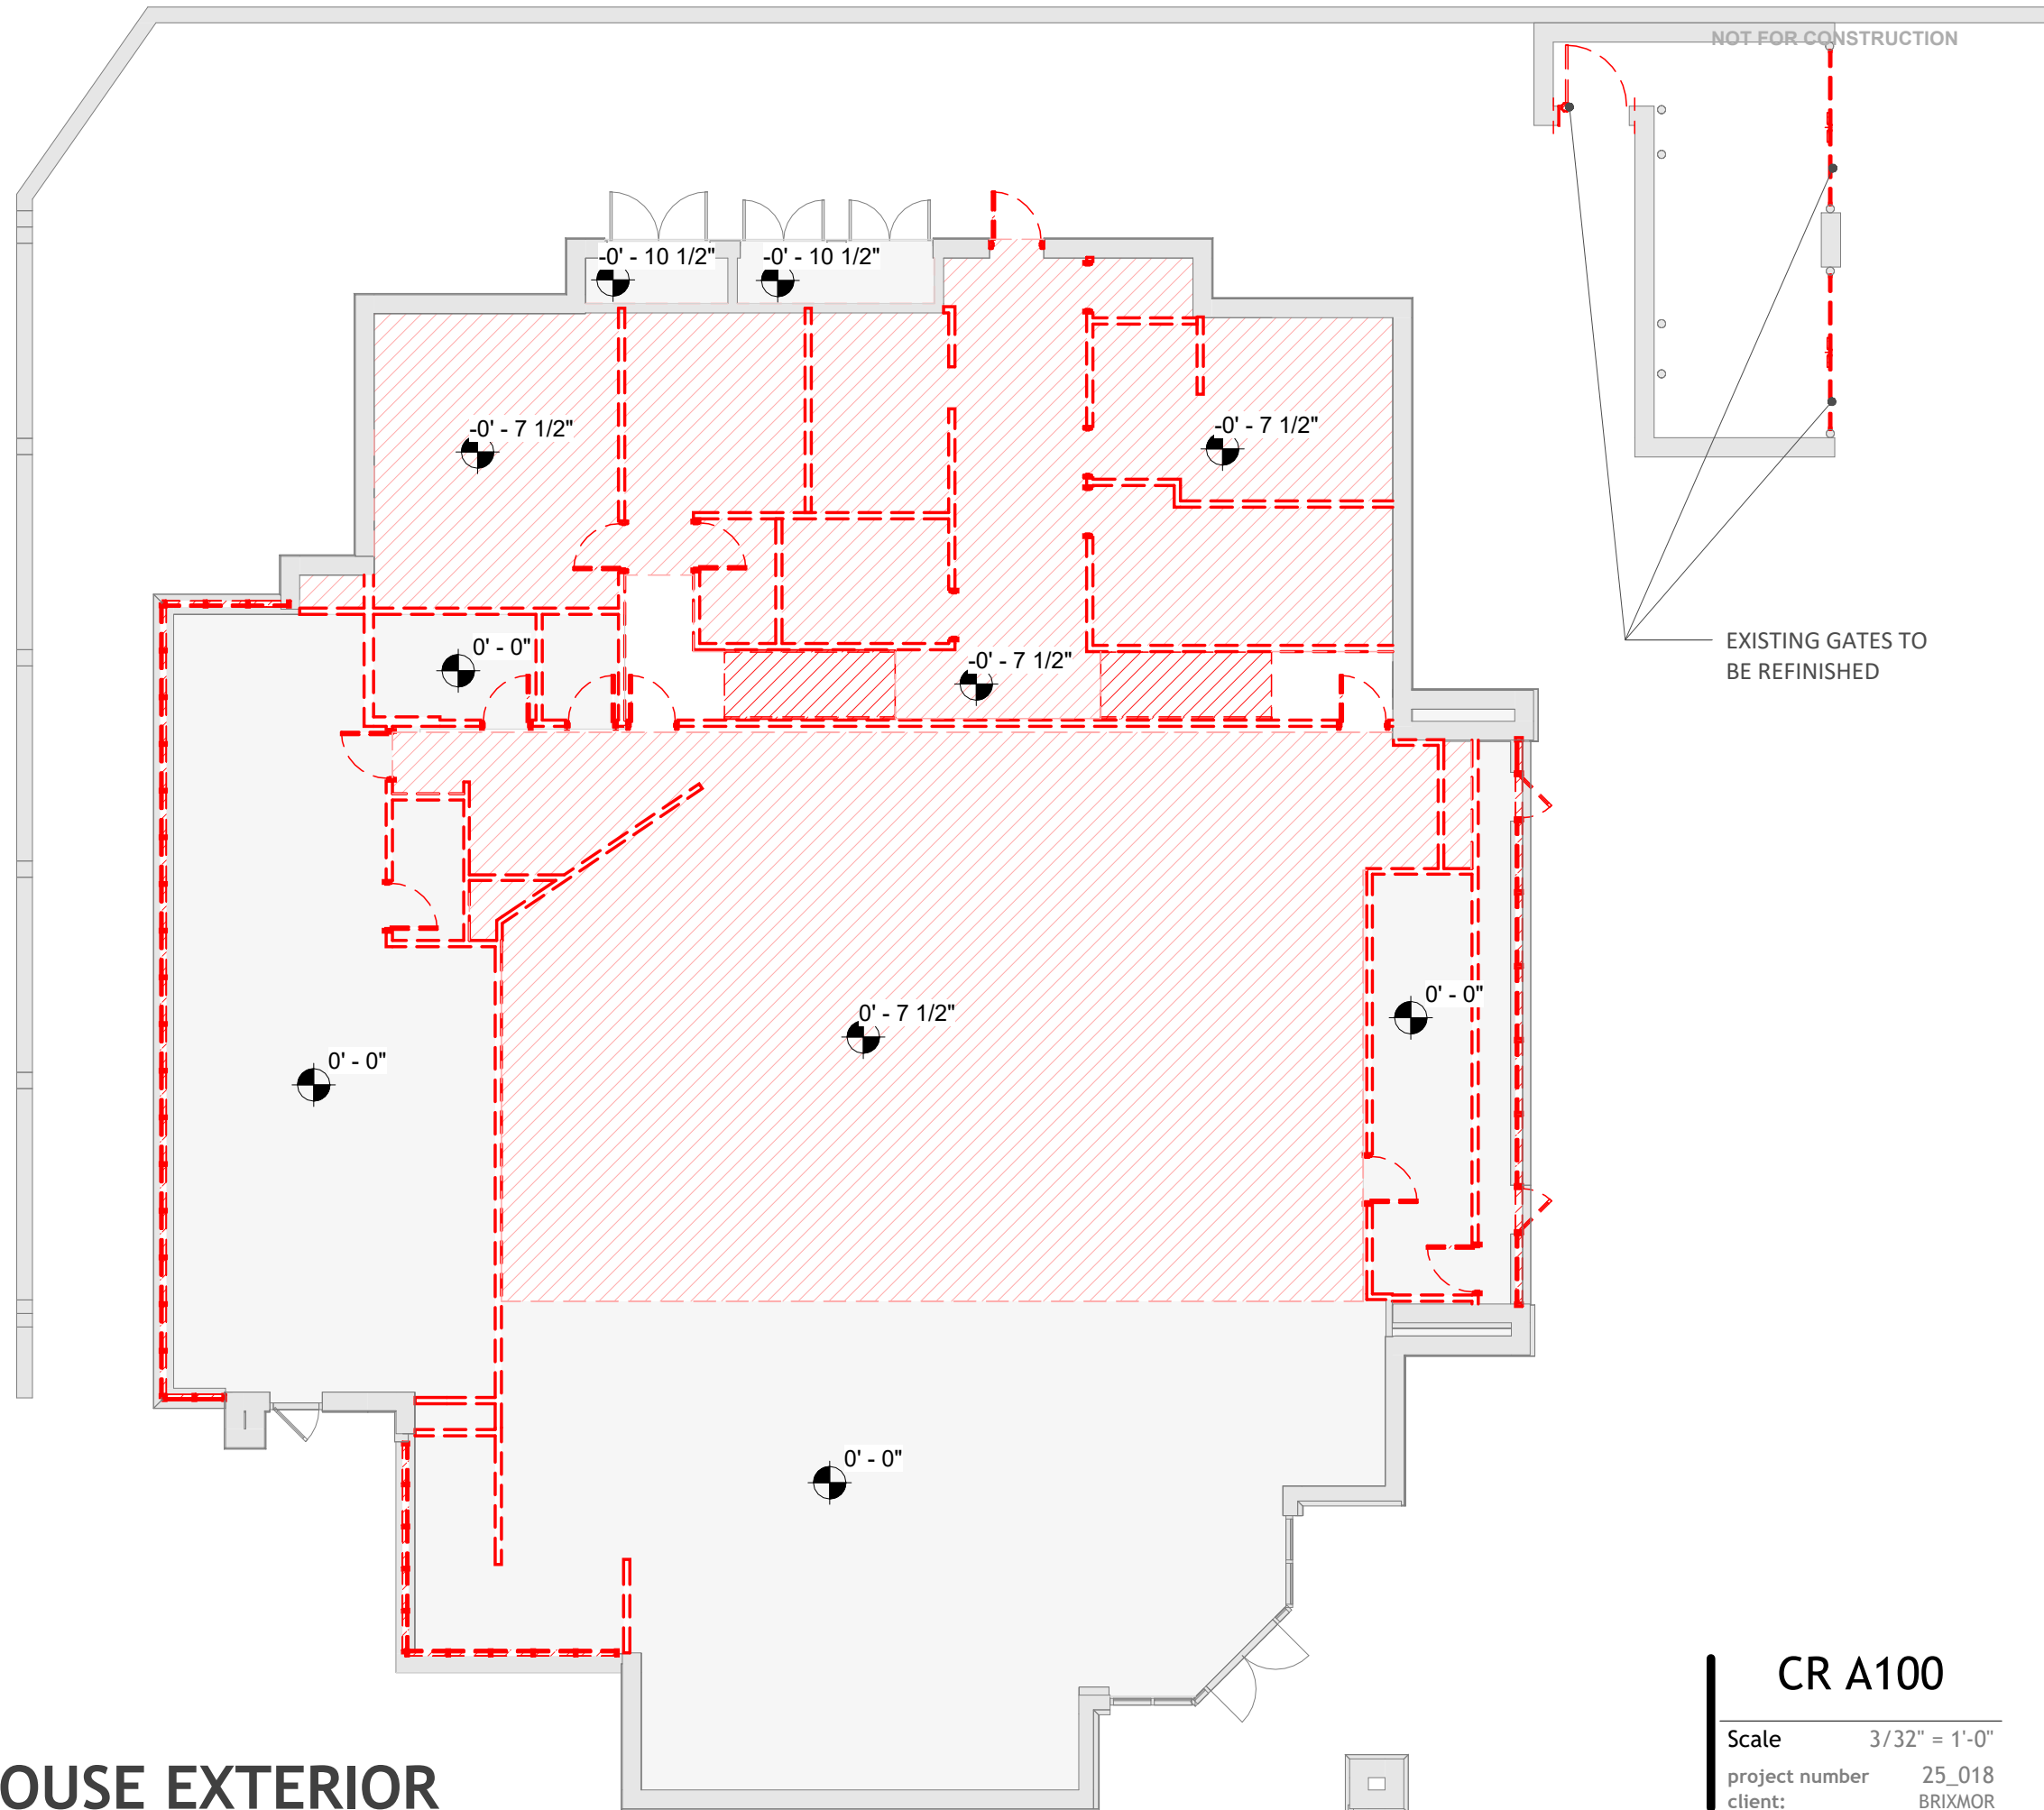 NOT FOR CONSTRUCTION
-0' - 10 1/2"
-0' - 10 1/2"
-0' - 7 1/2"
-0' - 7 1/2"
EXISTING GATES TO
BE REFINISHED
0' - 0"
-0' - 7 1/2"
0' - 0"
0' - 7 1/2"
0' - 0"
0' - 0"
CR A100
Scale 3/32" = 1'-0"
project number 25_018
client: BRIXMOR
OUSE EXTERIOR